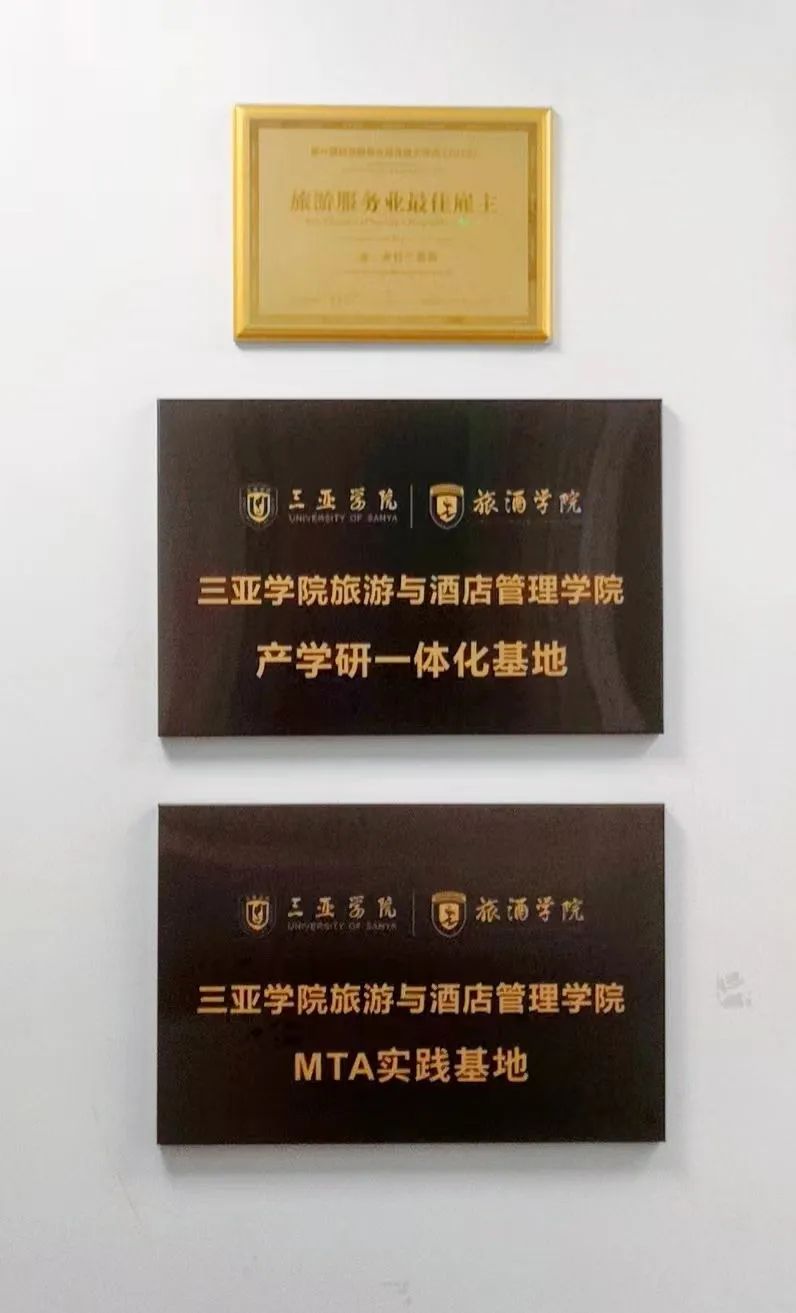 旅游服务业最佳雇主
三亚学院 旅酒学院
UNIVERSITY OF SANYA
三亚学院旅游与酒店管理学院
产学研一体化基地
三亚学院 旅酒学院
UNIVERSITY OF SANYA
三亚学院旅游与酒店管理学院
MTA实践基地